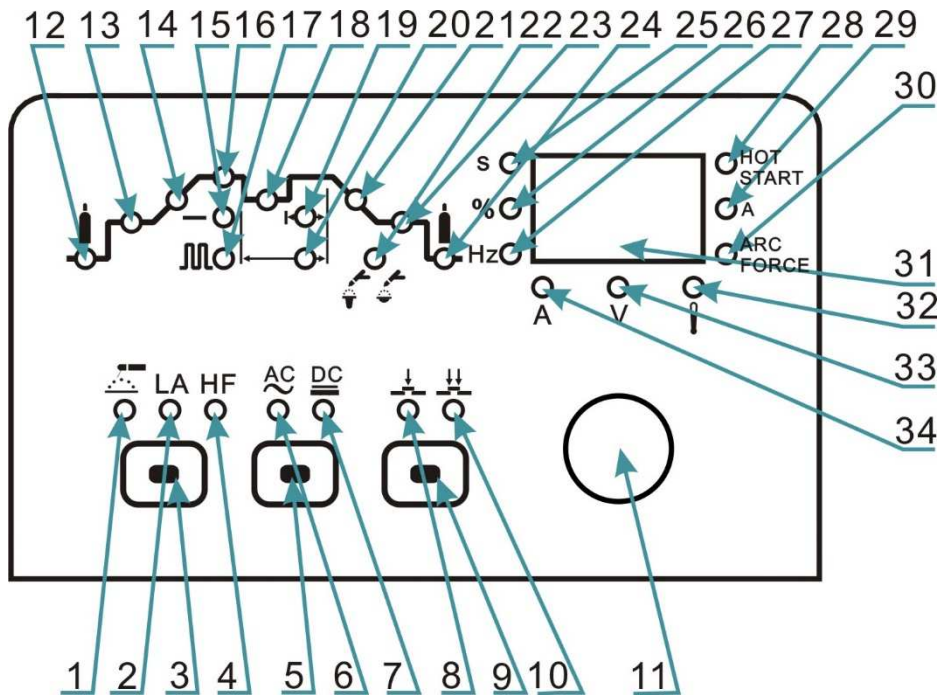 12 13 14 15 16 17 18 19 20 21 22 23 24 25 26 27 28 29
30
S
HOT
START
%
A
Hz
ARC
FORCE
31
A V
32
33
LA HF AC DC
34
1 2 3 4 5 6 7 8 9 10 11